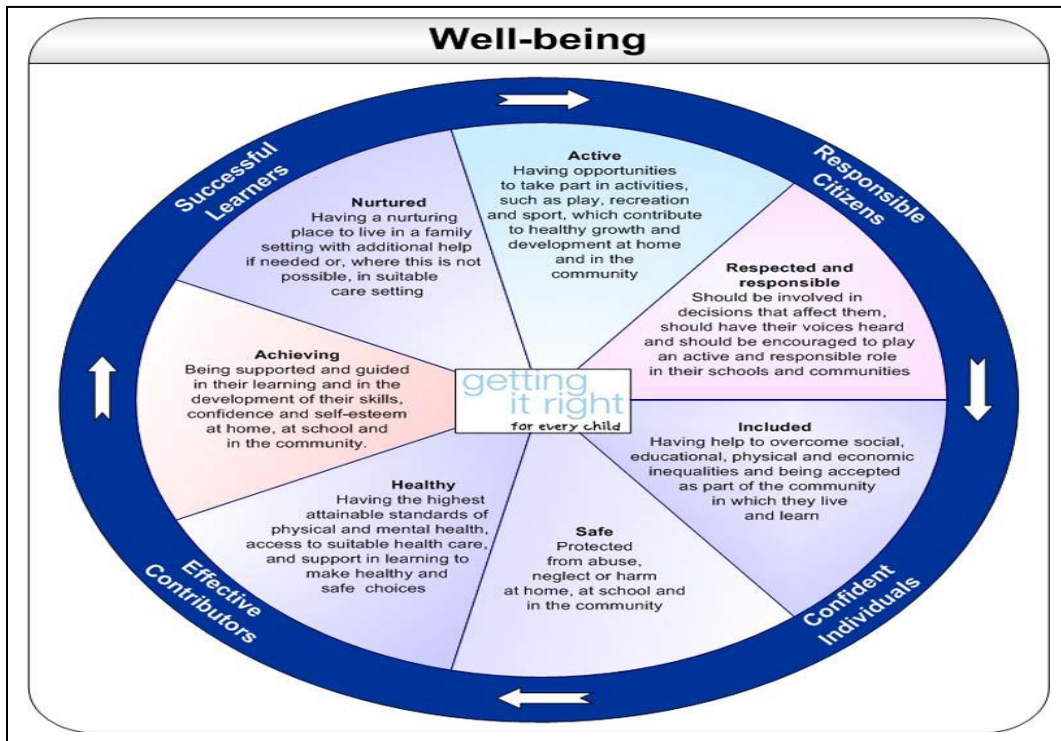 Well-being
Successful
Learners
Responsible
Citizens
Confident
Individuals
Effective
Contributors
Active
Having opportunities
to take part in activities,
such as play, recreation
and sport, which contribute
to healthy growth and
development at home
and in the
community
Respected and
responsible
Should be involved in
decisions that affect them,
should have their voices heard
and should be encouraged to play
an active and responsible role
in their schools and communities
Included
Having help to overcome social,
educational, physical and economic
inequalities and being accepted
as part of the community
in which they live
and learn
Safe
Protected
from abuse,
neglect or harm
at home, at school and
in the community
Healthy
Having the highest
attainable standards of
physical and mental health,
access to suitable health care,
and support in learning to
make healthy and
safe choices
Achieving
Being supported and guided
in their learning and in the
development of their skills,
confidence and self-esteem
at home, at school and
in the community.
Nurtured
Having a nurturing
place to live in a family
setting with additional help
if needed or, where this is not
possible, in suitable
care setting
getting
it right
for every child